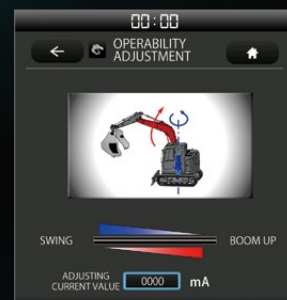 00:00
OPERABILITY
ADJUSTMENT
SWING
BOOM UP
ADJUSTING
CURRENT VALUE 0000 mA